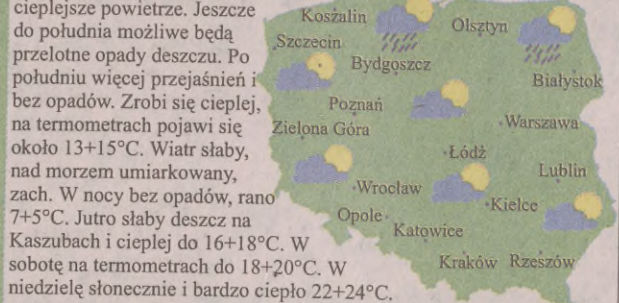 cieplejsze powietrze. Jeszcze
do południa możliwe będą
przelotne opady deszczu. Po
południu więcej przejaśnień i
bez opadów. Zrobi się cieplej,
na termometrach pojawi się
około 13+15°C. Wiatr słaby,
nad morzem umiarkowany,
zach. W nocy bez opadów, rano
7+5°C. Jutro słaby deszcz na
Kaszubach i cieplej do 16+18°C. W
sobotę na termometrach do 18+20°C. W
niedzielę słonecznie i bardzo ciepło 22+24°C.
Koszalin
Olsztyn
Szczecin
Bydgoszcz
Białystok
Poznań
Warszawa
Zielona Góra
Łódź
Lublin
Wrocław
Kielce
Opole
Katowice
Kraków
Rzeszów